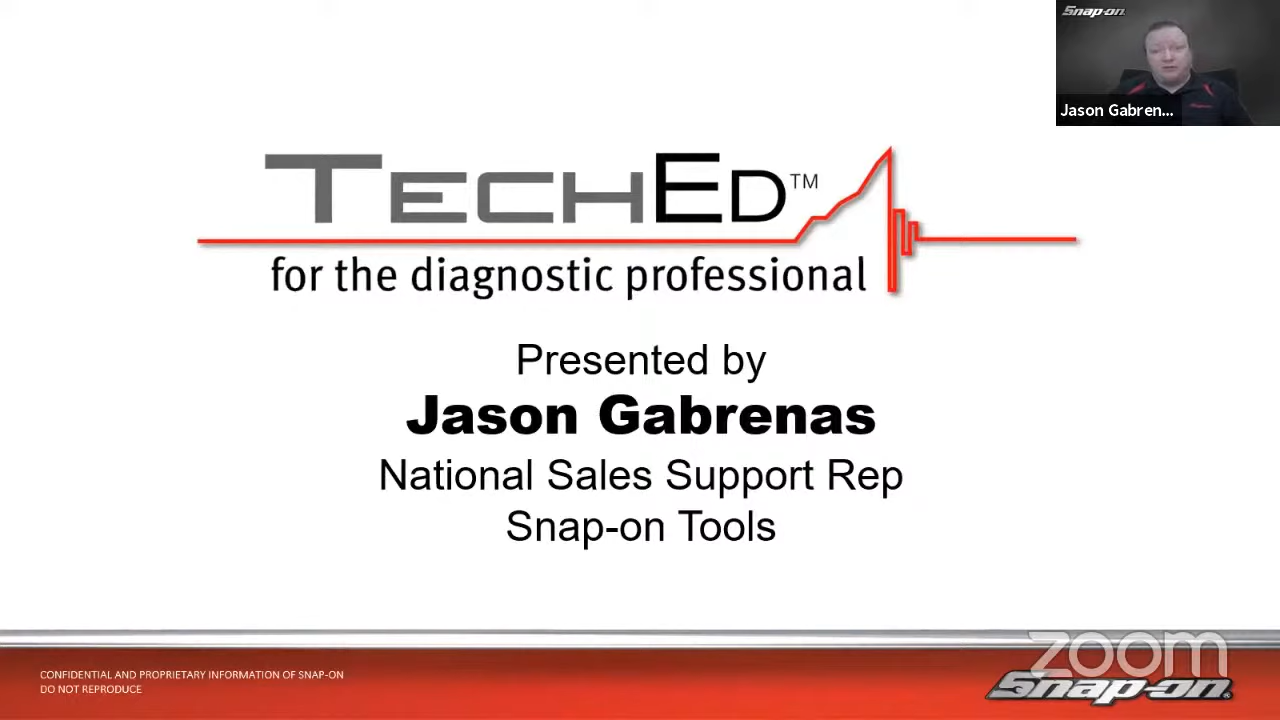 Snap-on
Jason Gabren...
TECHED™
for the diagnostic professional
Presented by
Jason Gabrenas
National Sales Support Rep
Snap-on Tools
CONFIDENTIAL AND PROPRIETARY INFORMATION OF SNAP-ON
DO NOT REPRODUCE
zoom
Snap-on®